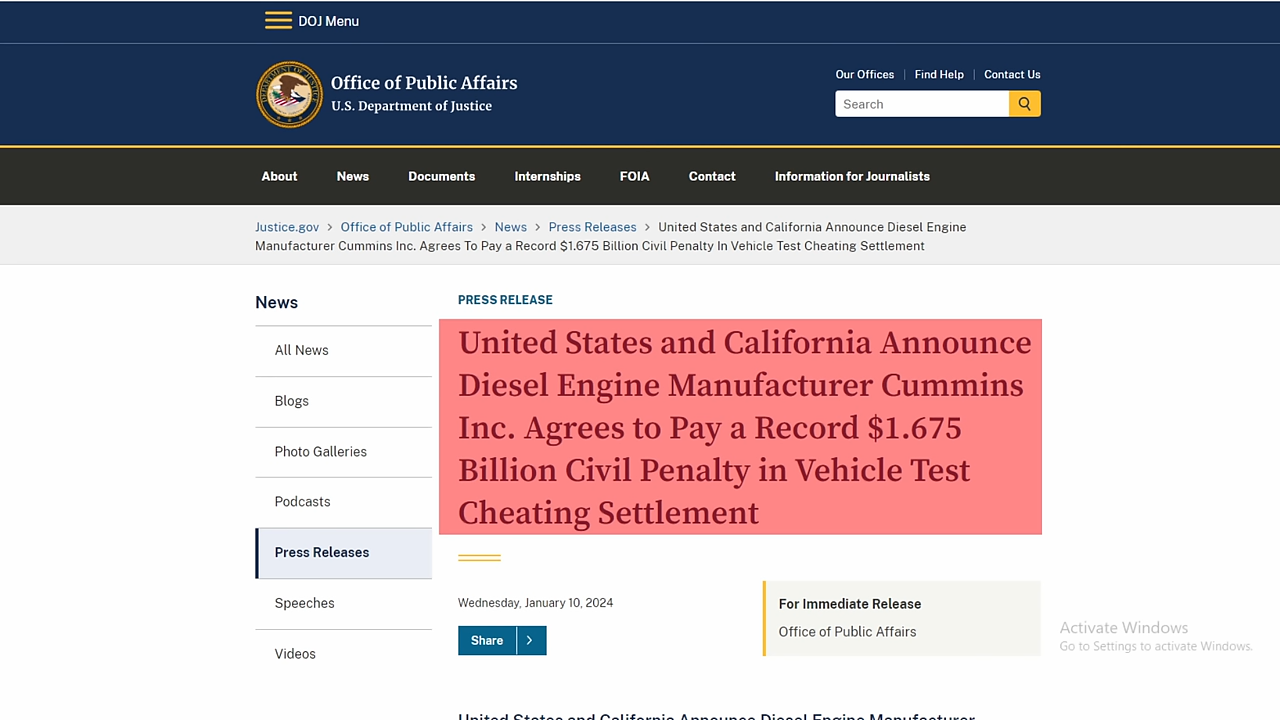 DOJ Menu
Office of Public Affairs
U.S. Department of Justice
Our Offices
Find Help
Contact Us
Search
About
News
Documents
Internships
FOIA
Contact
Information for Journalists
Justice.gov > Office of Public Affairs > News > Press Releases > United States and California Announce Diesel Engine
Manufacturer Cummins Inc. Agrees To Pay a Record $1.675 Billion Civil Penalty In Vehicle Test Cheating Settlement
News
All News
Blogs
Photo Galleries
Podcasts
Press Releases
Speeches
Videos
PRESS RELEASE
United States and California Announce
Diesel Engine Manufacturer Cummins
Inc. Agrees to Pay a Record $1.675
Billion Civil Penalty in Vehicle Test
Cheating Settlement
Wednesday, January 10, 2024
Share
For Immediate Release
Office of Public Affairs
Activate Windows
Go to Settings to activate Windows.
United States and California Announce Diesel Engine Manufacturer